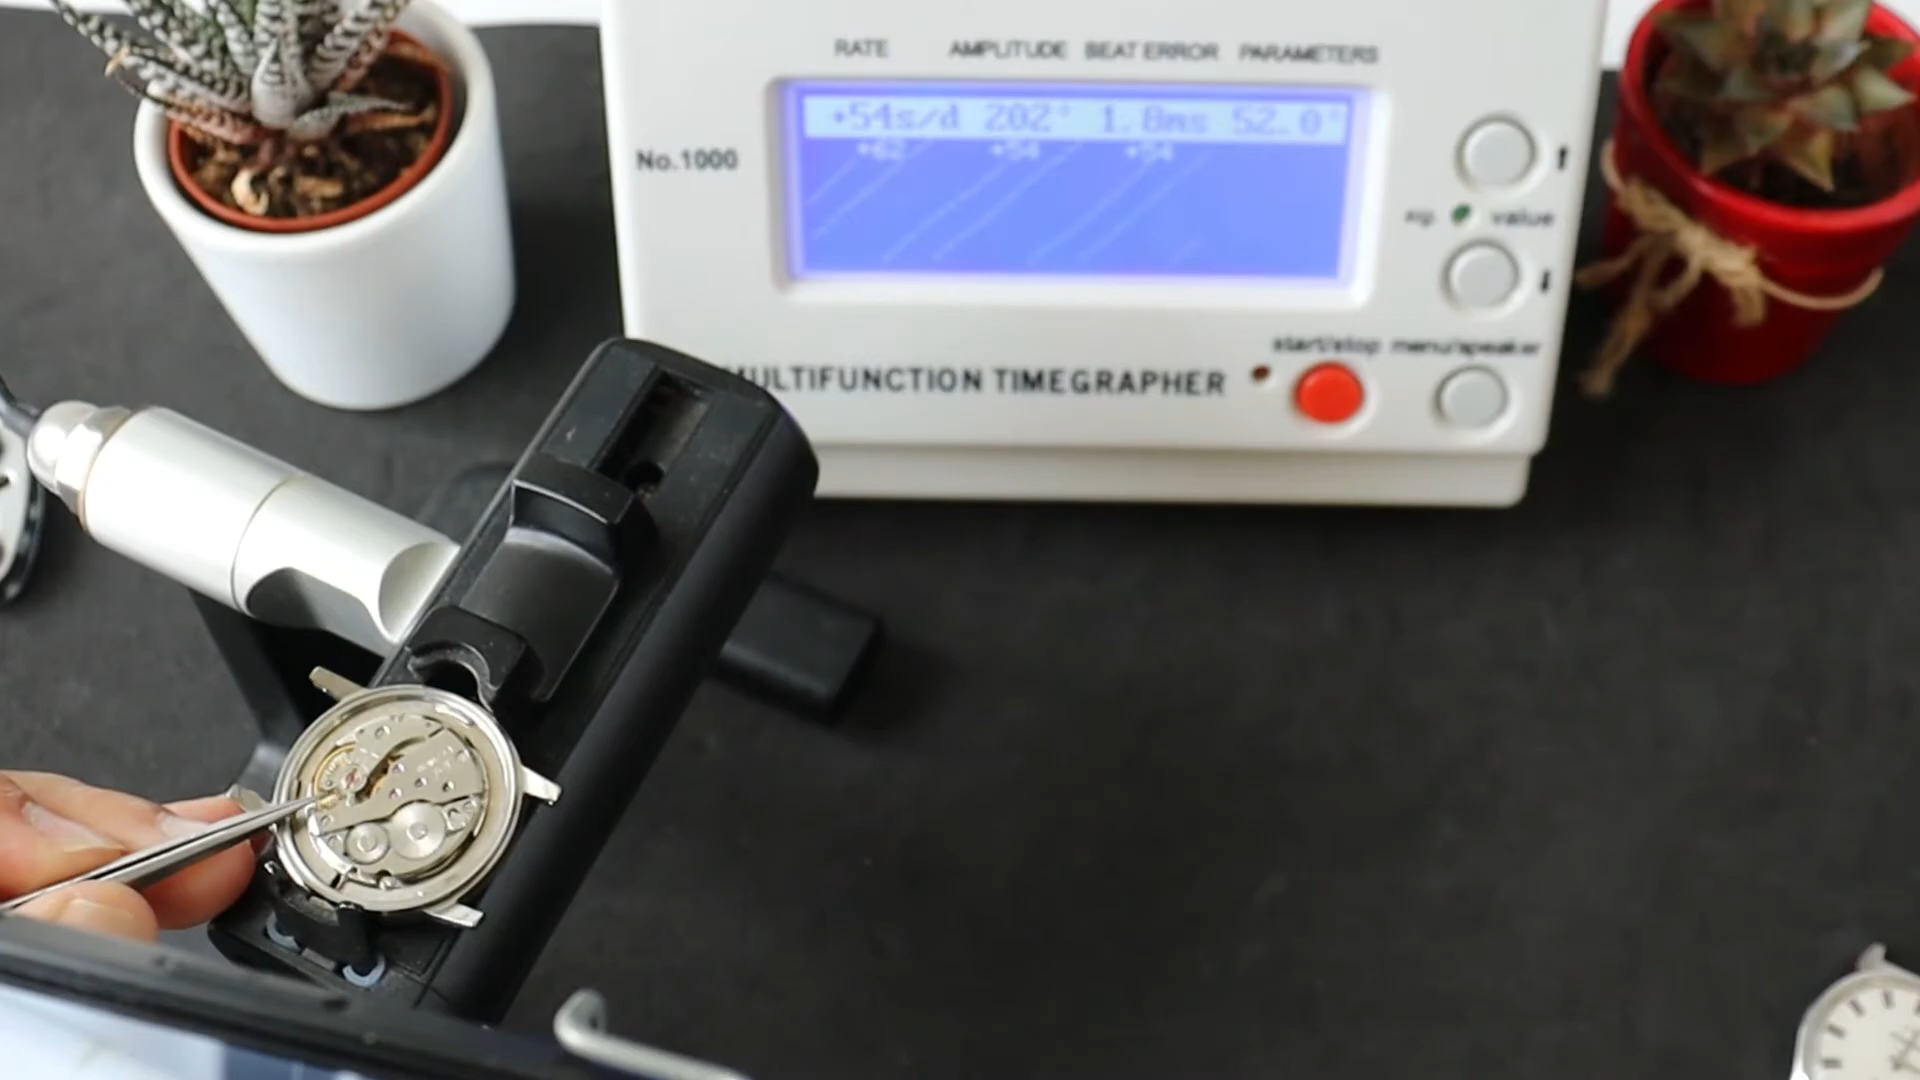 RATE AMPLITUDE BEAT ERROR PARAMETERS
+54s/d 202° 1.8ms 52.0°
+62 +54 +54
No.1000
value
start/stop menu/speaker
MULTIFUNCTION TIMEGRAPHER